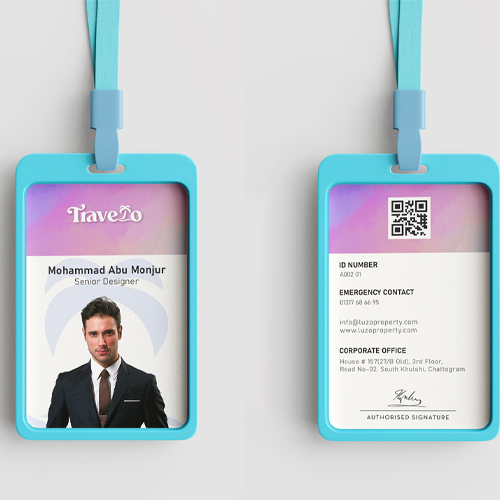 Travelo
Mohammad Abu Monjur
Senior Designer
ID NUMBER
A002 01
EMERGENCY CONTACT
01317 68 66 95
info@luzoproperty.com
www.luzoproperty.com
CORPORATE OFFICE
House # 157(27/B Old), 3rd Floor,
Road No-02, South Khulshi, Chattogram.
AUTHORISED SIGNATURE